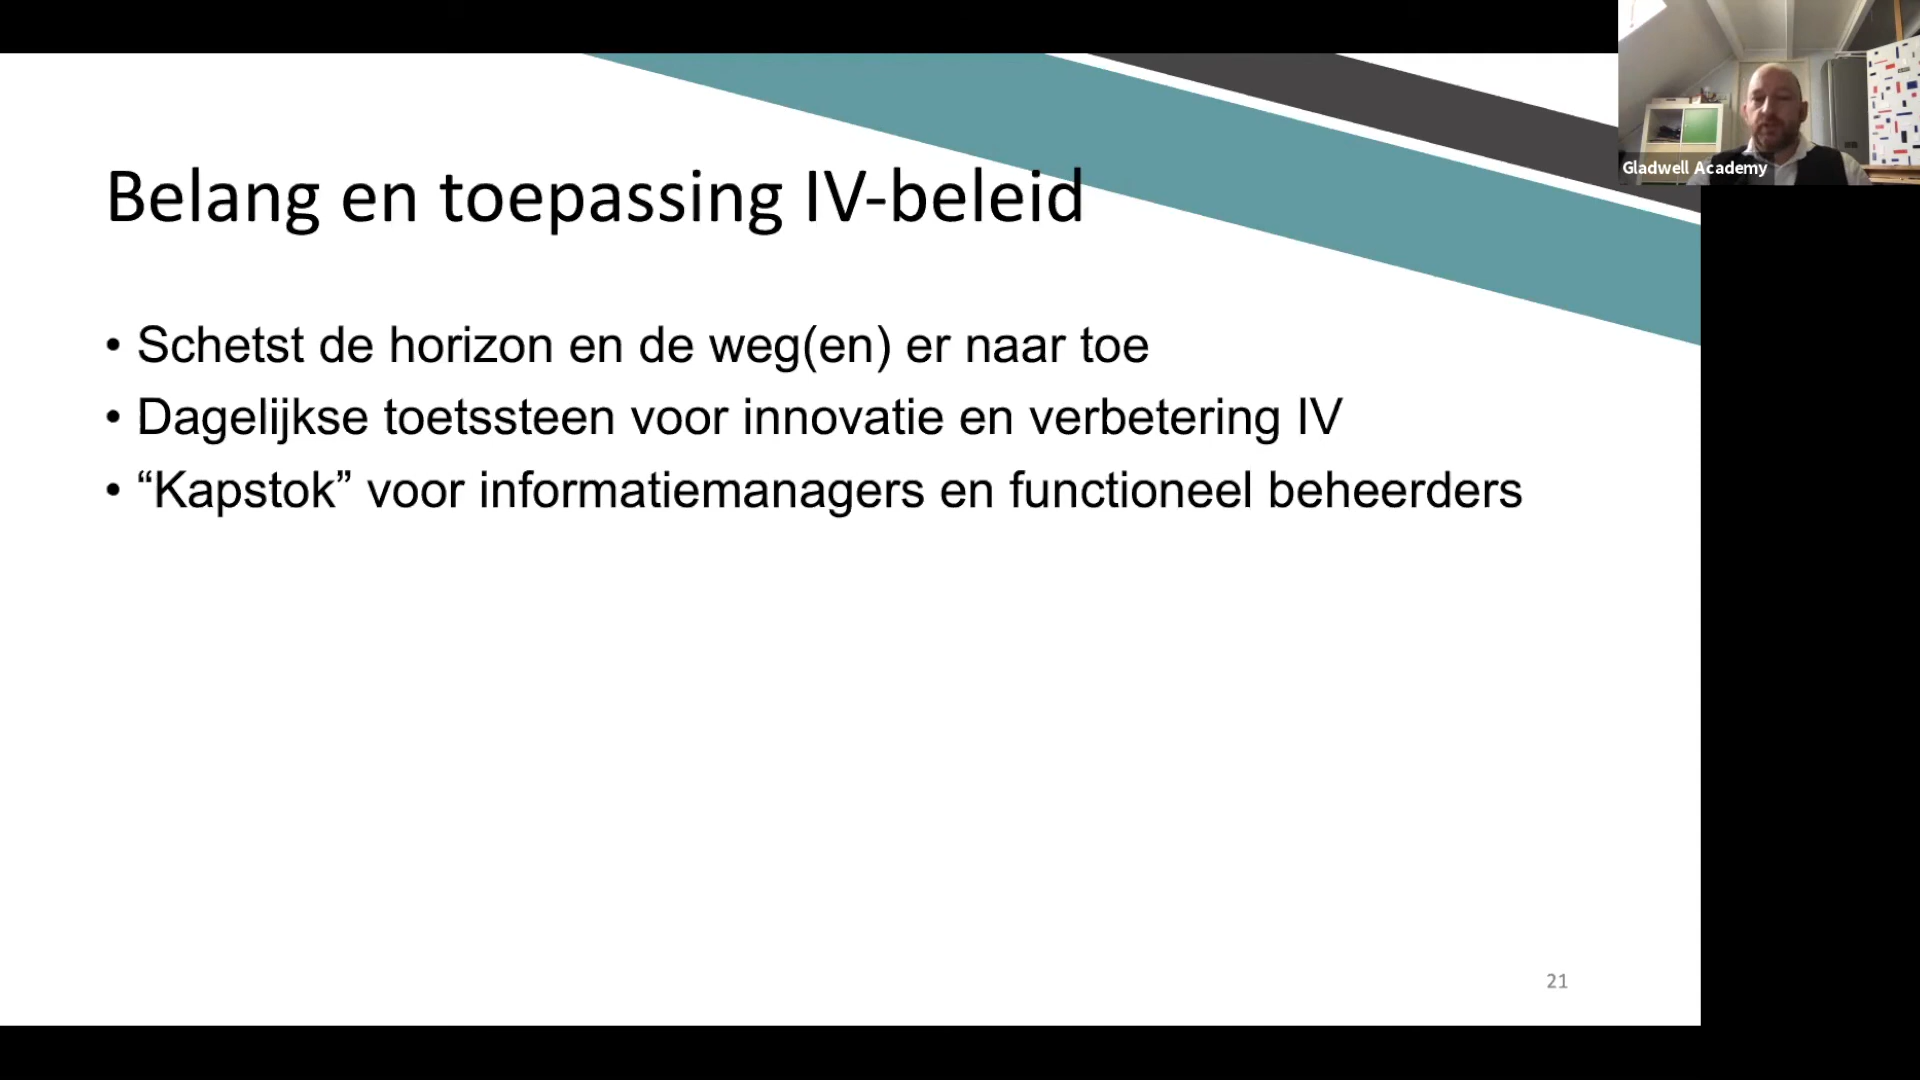 Gladwell Academy
Belang en toepassing IV-beleid
• Schetst de horizon en de weg(en) er naar toe
• Dagelijkse toetssteen voor innovatie en verbetering IV
• “Kapstok” voor informatiemanagers en functioneel beheerders
21